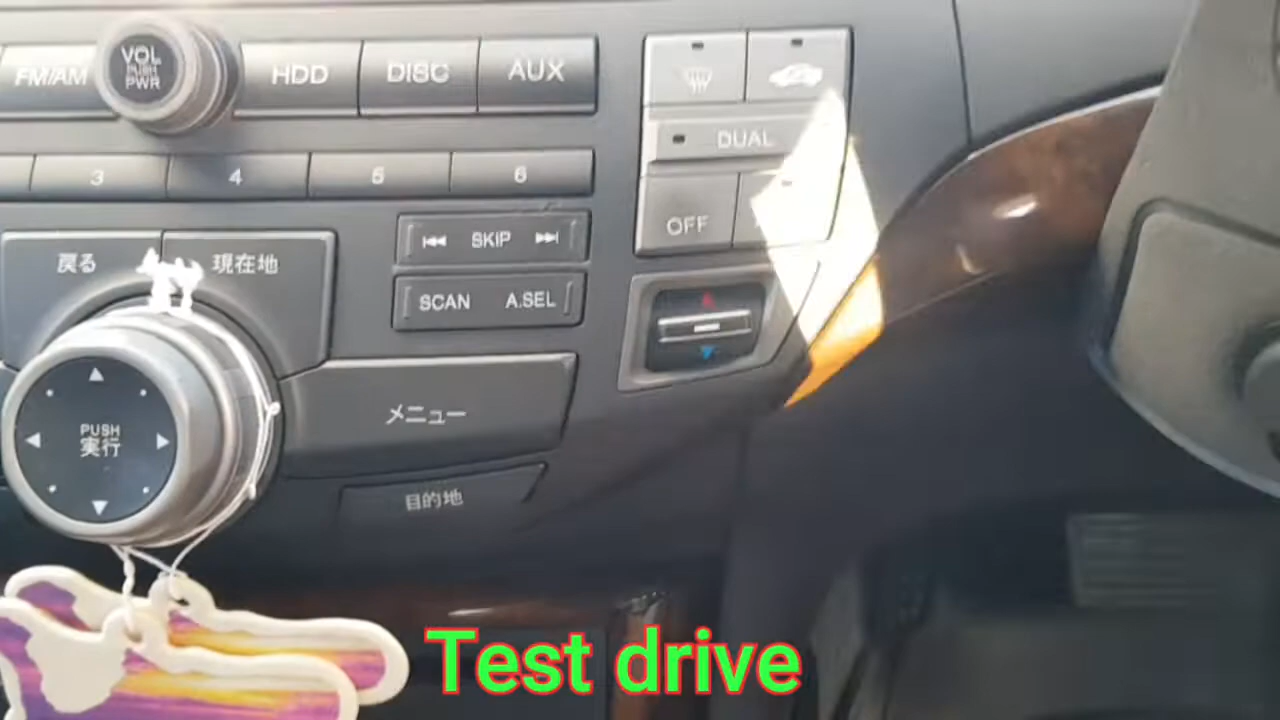 FM/AM
VOL
PUSH
PWR
HDD
DISC
AUX
3
4
5
6
DUAL
OFF
戻る
現在地
SKIP
SCAN A.SEL
メニュー
PUSH
実行
目的地
Test drive